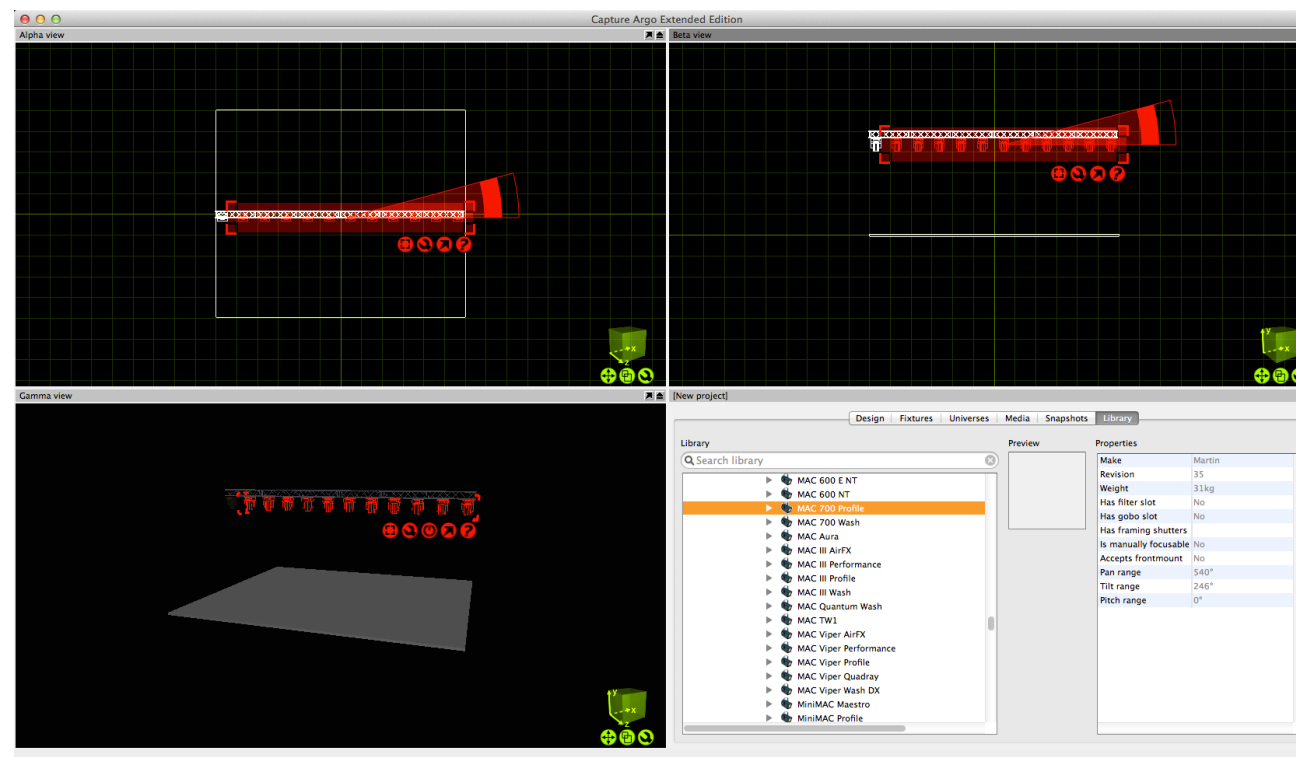 Capture Argo Extended Edition
Alpha view
Beta view
y
x
z
x
Gamma view
y
x
z
[New project]
Design Fixtures Universes Media Snapshots Library
Library
Search library
MAC 600 E NT
MAC 600 NT
MAC 700 Profile
MAC 700 Wash
MAC Aura
MAC III AirFX
MAC III Performance
MAC III Profile
MAC III Wash
MAC Quantum Wash
MAC TW1
MAC Viper AirFX
MAC Viper Performance
MAC Viper Profile
MAC Viper Quadray
MAC Viper Wash DX
MiniMAC Maestro
MiniMAC Profile
Preview
Properties
Make Martin
Revision 35
Weight 31kg
Has filter slot No
Has gobo slot No
Has framing shutters
Is manually focusable No
Accepts frontmount No
Pan range 540°
Tilt range 246°
Pitch range 0°